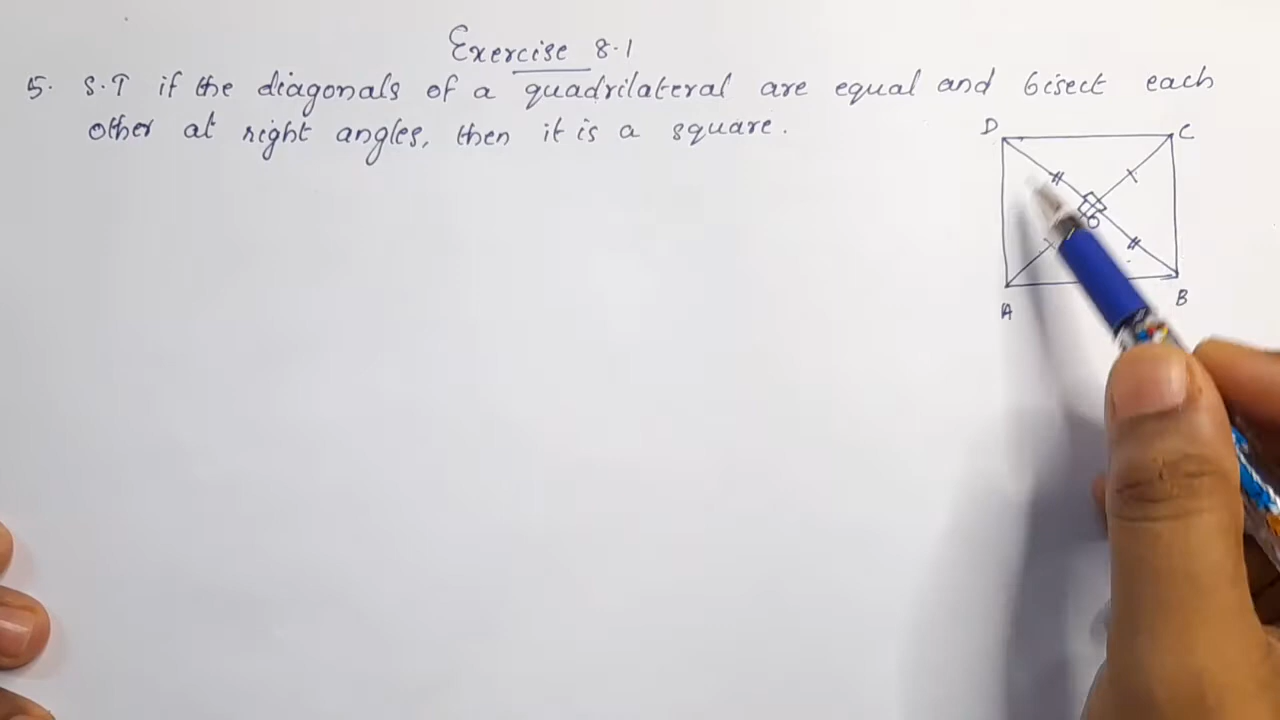 Exercise 8.1
5. S.T if the diagonals of a quadrilateral are equal and bisect each
other at right angles, then it is a square.
D C
O
A B